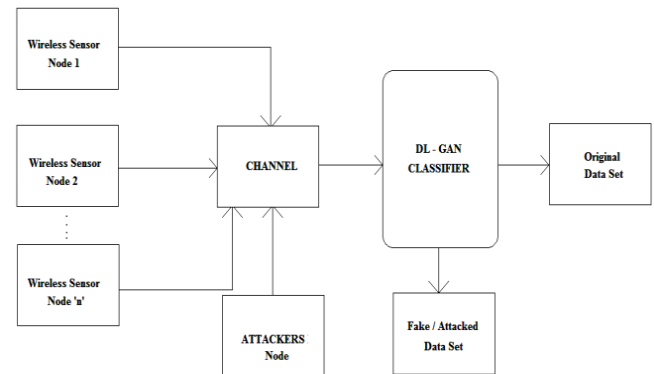 Wireless Sensor
Node 1
Wireless Sensor
Node 2
Wireless Sensor
Node 'n'
CHANNEL
ATTACKERS
Node
DL - GAN
CLASSIFIER
Fake / Attacked
Data Set
Original
Data Set